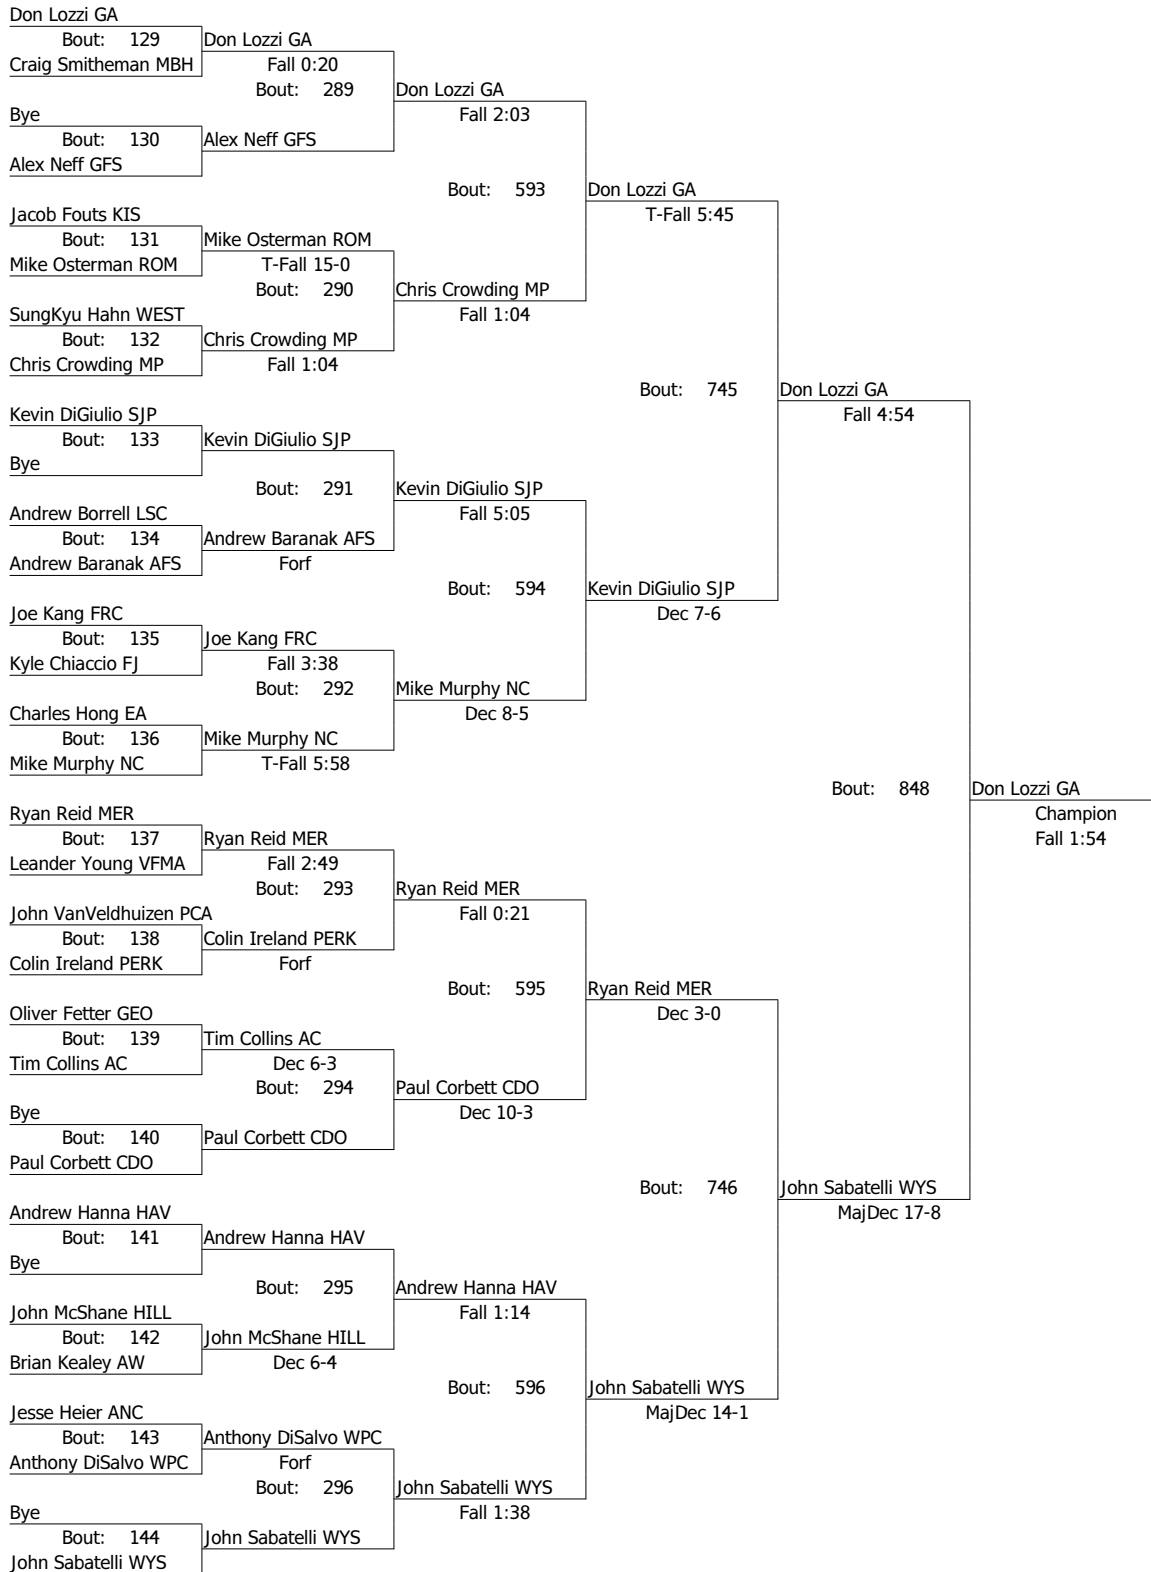 Don Lozzi GA
Bout: 129 Don Lozzi GA
Craig Smitheman MBH Fall 0:20
Bout: 289 Don Lozzi GA
Bye Fall 2:03
Bout: 130 Alex Neff GFS
Alex Neff GFS
Bout: 593 Don Lozzi GA
Jacob Fouts KIS T-Fall 5:45
Bout: 131 Mike Osterman ROM
Mike Osterman ROM T-Fall 15-0
Bout: 290 Chris Crowding MP
SungKyu Hahn WEST Fall 1:04
Bout: 132 Chris Crowding MP
Chris Crowding MP Fall 1:04
Bout: 745 Don Lozzi GA
Kevin DiGiulio SJP Fall 4:54
Bout: 133 Kevin DiGiulio SJP
Bye
Bout: 291 Kevin DiGiulio SJP
Andrew Borrell LSC Fall 5:05
Bout: 134 Andrew Baranak AFS
Andrew Baranak AFS Forf
Bout: 594 Kevin DiGiulio SJP
Joe Kang FRC Dec 7-6
Bout: 135 Joe Kang FRC
Kyle Chiaccio FJ Fall 3:38
Bout: 292 Mike Murphy NC
Charles Hong EA Dec 8-5
Bout: 136 Mike Murphy NC
Mike Murphy NC T-Fall 5:58
Bout: 848 Don Lozzi GA
Ryan Reid MER Champion
Bout: 137 Ryan Reid MER Fall 1:54
Leander Young VFMA Fall 2:49
Bout: 293 Ryan Reid MER
John VanVeldhuizen PCA Fall 0:21
Bout: 138 Colin Ireland PERK
Colin Ireland PERK Forf
Bout: 595 Ryan Reid MER
Oliver Fetter GEO Dec 3-0
Bout: 139 Tim Collins AC
Tim Collins AC Dec 6-3
Bout: 294 Paul Corbett CDO
Bye Dec 10-3
Bout: 140 Paul Corbett CDO
Paul Corbett CDO
Bout: 746 John Sabatelli WYS
Andrew Hanna HAV MajDec 17-8
Bout: 141 Andrew Hanna HAV
Bye
Bout: 295 Andrew Hanna HAV
John McShane HILL Fall 1:14
Bout: 142 John McShane HILL
Brian Kealey AW Dec 6-4
Bout: 596 John Sabatelli WYS
Jesse Heier ANC MajDec 14-1
Bout: 143 Anthony DiSalvo WPC
Anthony DiSalvo WPC Forf
Bout: 296 John Sabatelli WYS
Bye Fall 1:38
Bout: 144 John Sabatelli WYS
John Sabatelli WYS